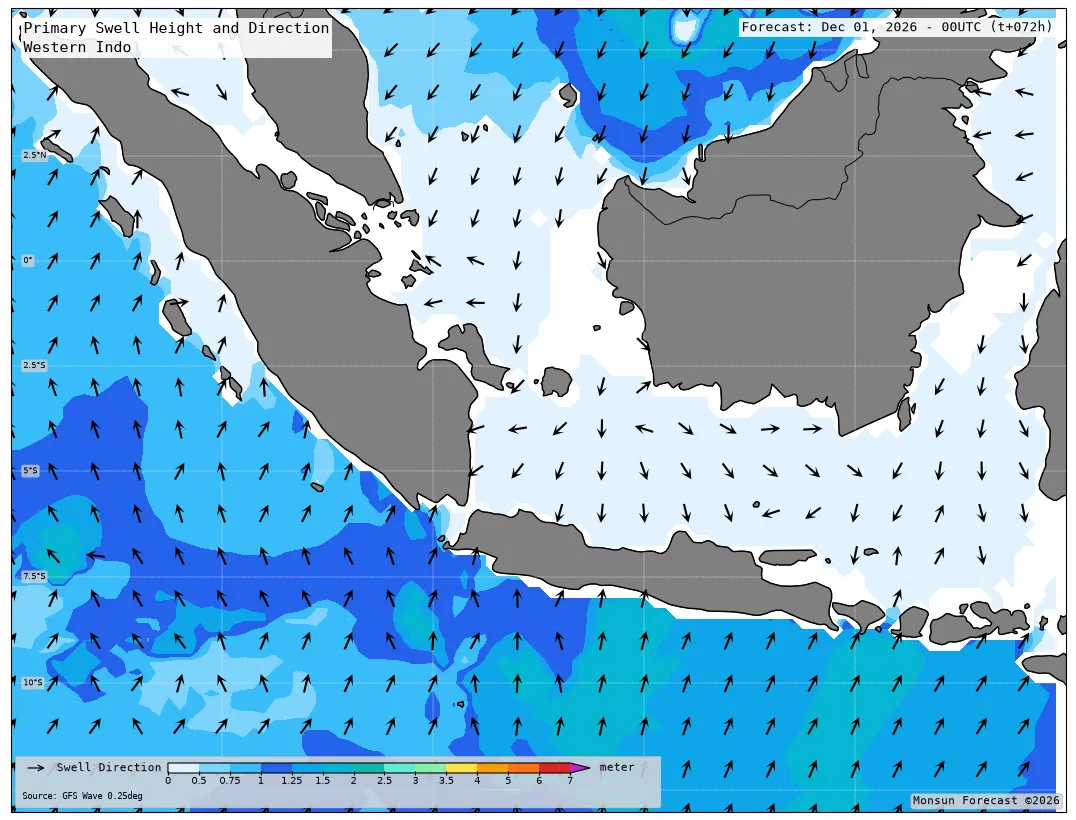 Primary Swell Height and Direction
Western Indo
Forecast: Dec 01, 2026 - 00UTC (t+072h)
2.5°N
0°
2.5°S
5°S
7.5°S
10°S
Swell Direction
meter
0 0.5 0.75 1 1.25 1.5 2 2.5 3 3.5 4 5 6 7
Source: GFS Wave 0.25deg
Monsun Forecast ©2026